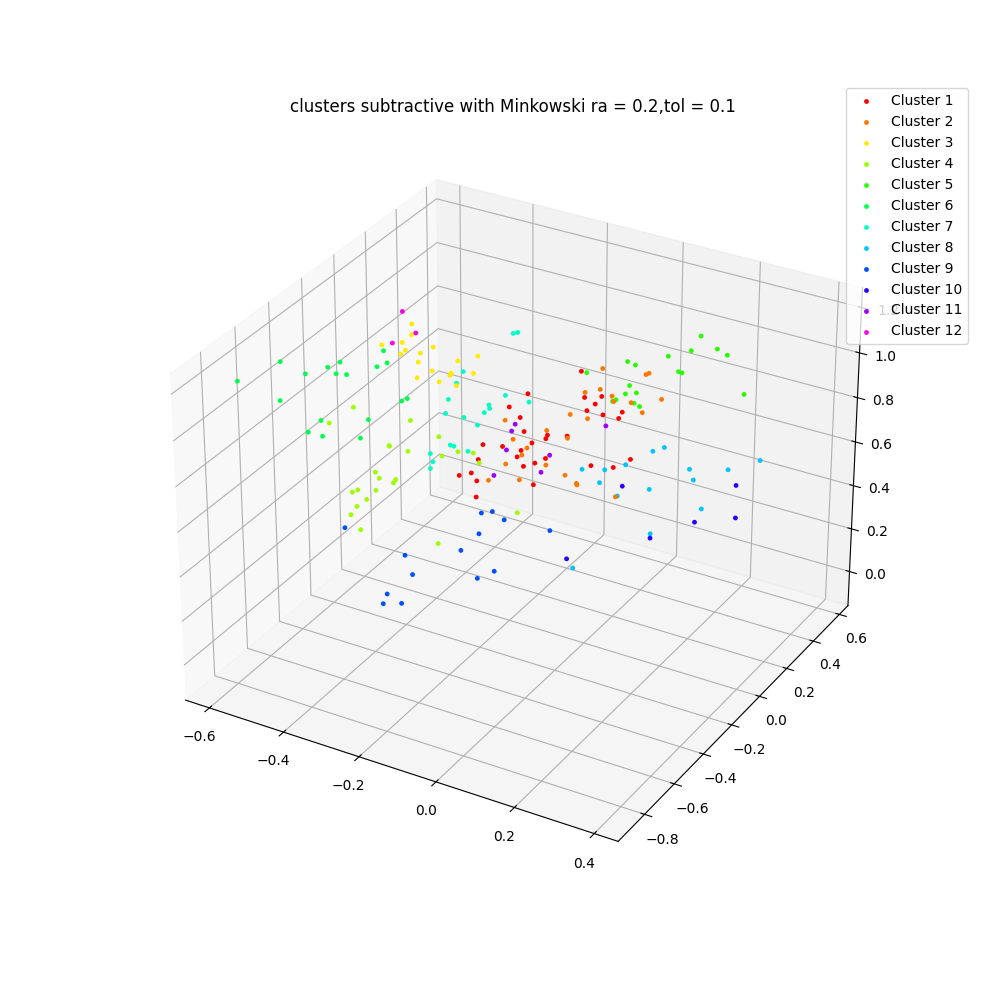 clusters subtractive with Minkowski ra = 0.2,tol = 0.1
Cluster 1
Cluster 2
Cluster 3
Cluster 4
Cluster 5
Cluster 6
Cluster 7
Cluster 8
Cluster 9
Cluster 10
Cluster 11
Cluster 12
1.0
0.8
0.6
0.4
0.2
0.0
0.6
0.4
0.2
0.0
−0.2
−0.4
−0.6
−0.8
−0.6
−0.4
−0.2
0.0
0.2
0.4